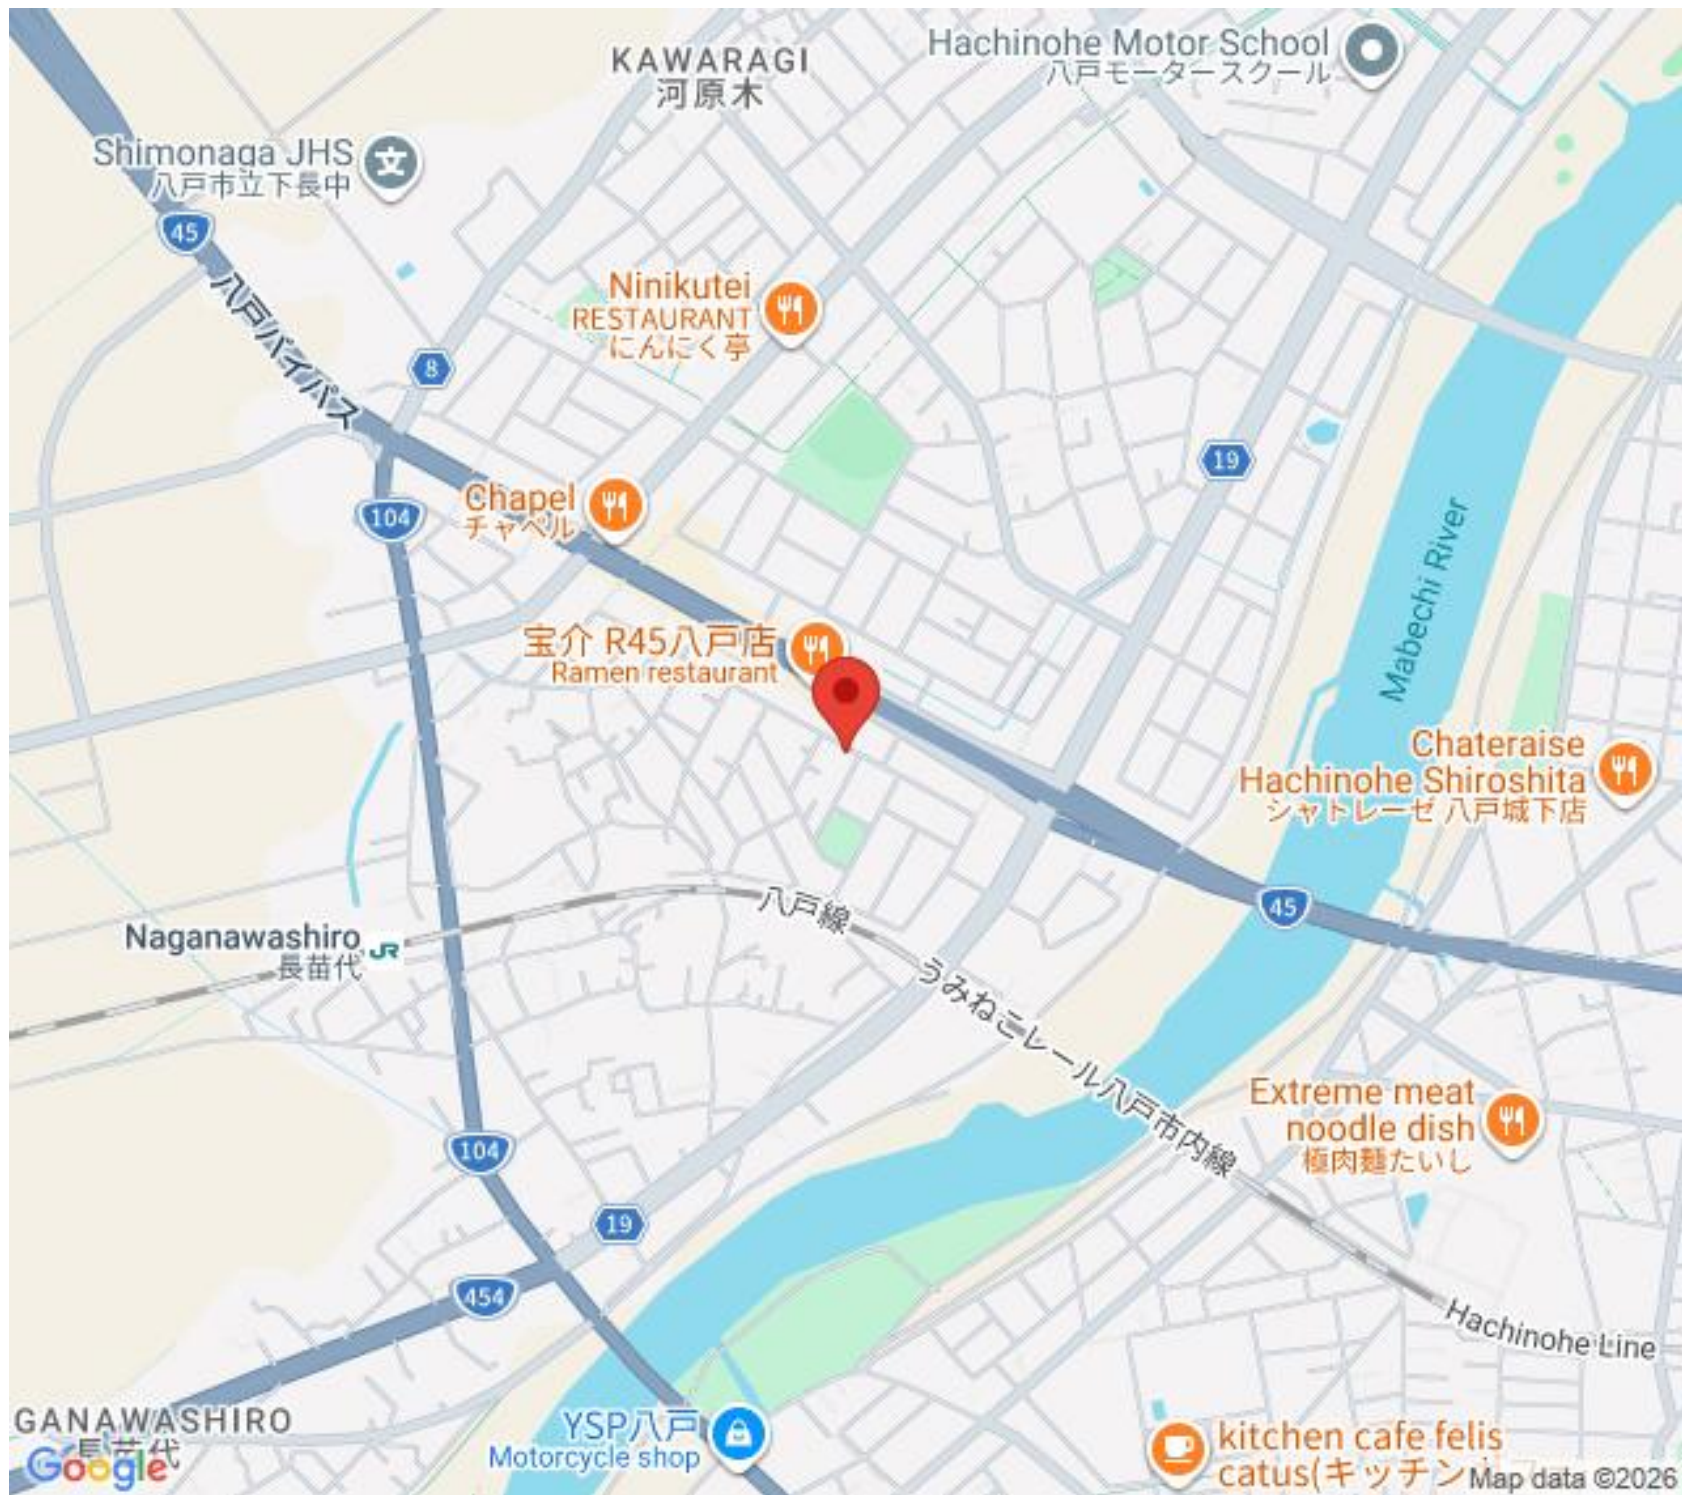 KAWARAGI
河原木
Hachinohe Motor School
八戸モータースクール
Shimonaga JHS
八戸市立下長中
文
45
八戸バイパス
Ninikutei
RESTAURANT
にんにく亭
8
19
Chapel
チャペル
104
Mabechi River
宝介 R45八戸店
Ramen restaurant
Chateraise
Hachinohe Shiroshita
シャトレーゼ 八戸城下店
八戸線
45
Naganawashiro
長苗代
JR
うみねこレール八戸市内線
Extreme meat
noodle dish
極肉麺たいし
104
19
454
Hachinohe Line
GANAWASHIRO
長苗代
Google
YSP八戸
Motorcycle shop
kitchen cafe felis
catus(キッチン
Map data ©2026